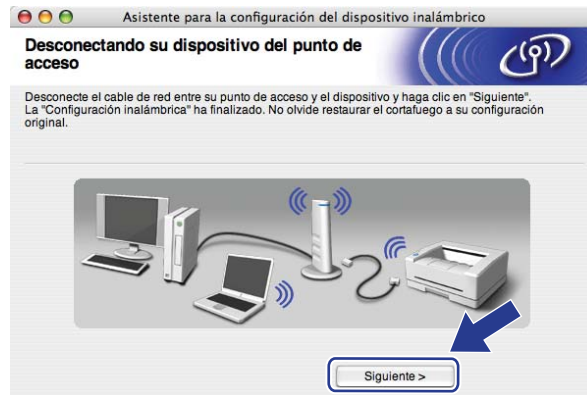 Asistente para la configuración del dispositivo inalámbrico
Desconectando su dispositivo del punto de
acceso
Desconecte el cable de red entre su punto de acceso y el dispositivo y haga clic en "Siguiente".
La "Configuración inalámbrica" ha finalizado. No olvide restaurar el cortafuego a su configuración
original.
Siguiente >